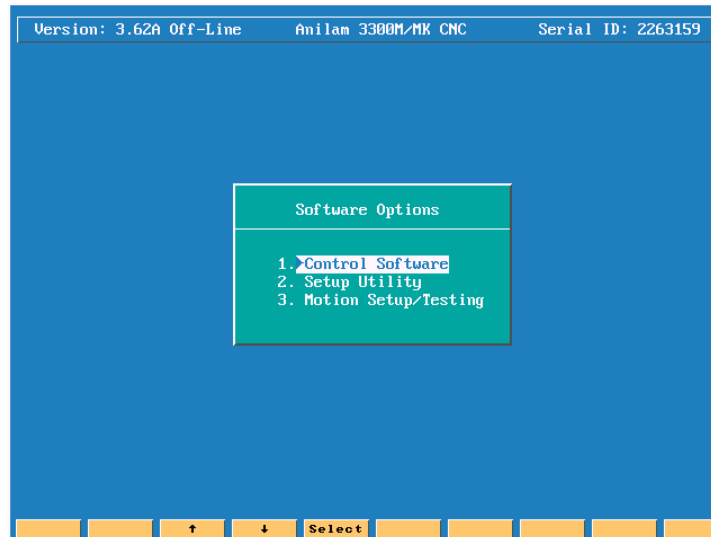 Version: 3.62A Off-Line Anilam 3300M/MK CNC Serial ID: 2263159
Software Options
1. Control Software
2. Setup Utility
3. Motion Setup/Testing
↑ ↓ Select